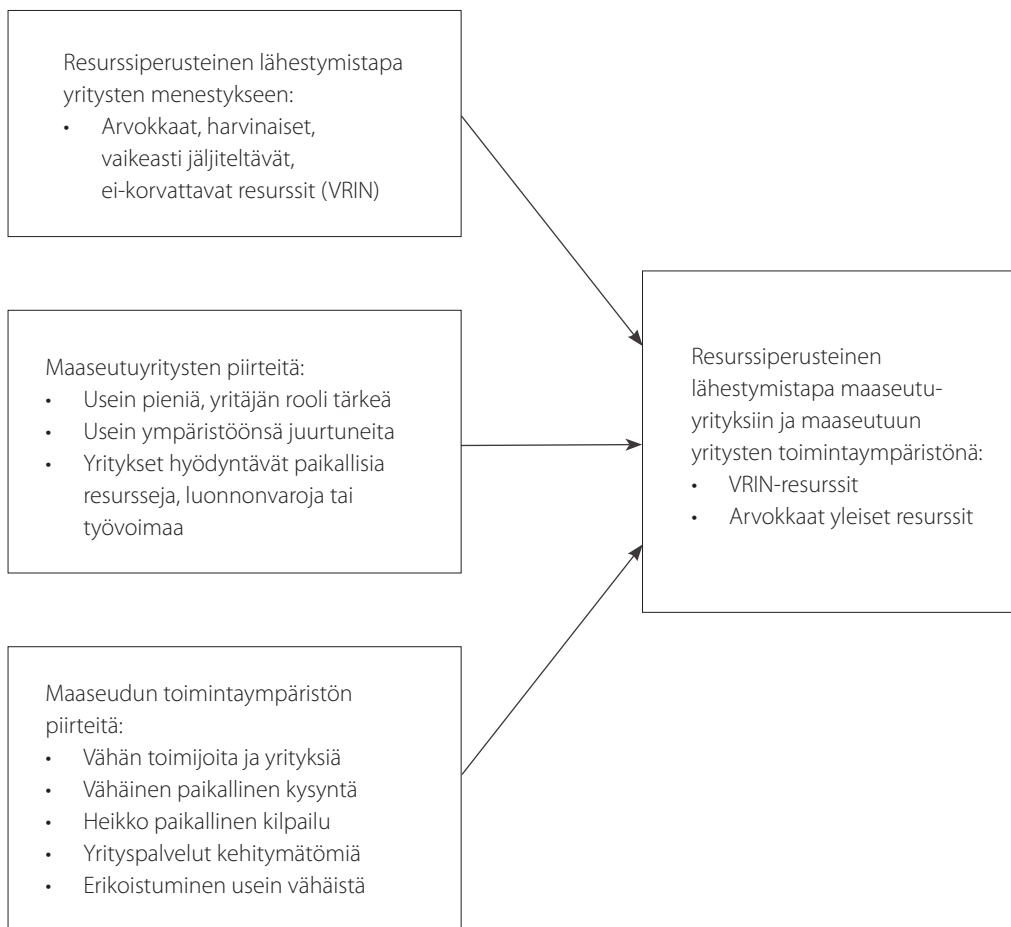 Resurssiperusteinen lähestymistapa
yritysten menestykseen:
• Arvokkaat, harvinaiset,
vaikeasti jäljiteltävät,
ei-korvattavat resurssit (VRIN)
Maaseutuyritysten piirteitä:
• Usein pieniä, yritäjän rooli tärkeä
• Usein ympäristöönsä juurtuneita
• Yritykset hyödyntävät paikallisia
resursseja, luonnonvaroja tai
työvoimaa
Maaseudun toimintaympäristön
piirteitä:
• Vähän toimijoita ja yrityksiä
• Vähäinen paikallinen kysyntä
• Heikko paikallinen kilpailu
• Yrityspalvelut kehitymätömiä
• Erikoistuminen usein vähäistä
Resurssiperusteinen
lähestymistapa maaseutu-
yrityksiin ja maaseutuun
yritysten toimintaympäristönä:
• VRIN-resurssit
• Arvokkaat yleiset resurssit